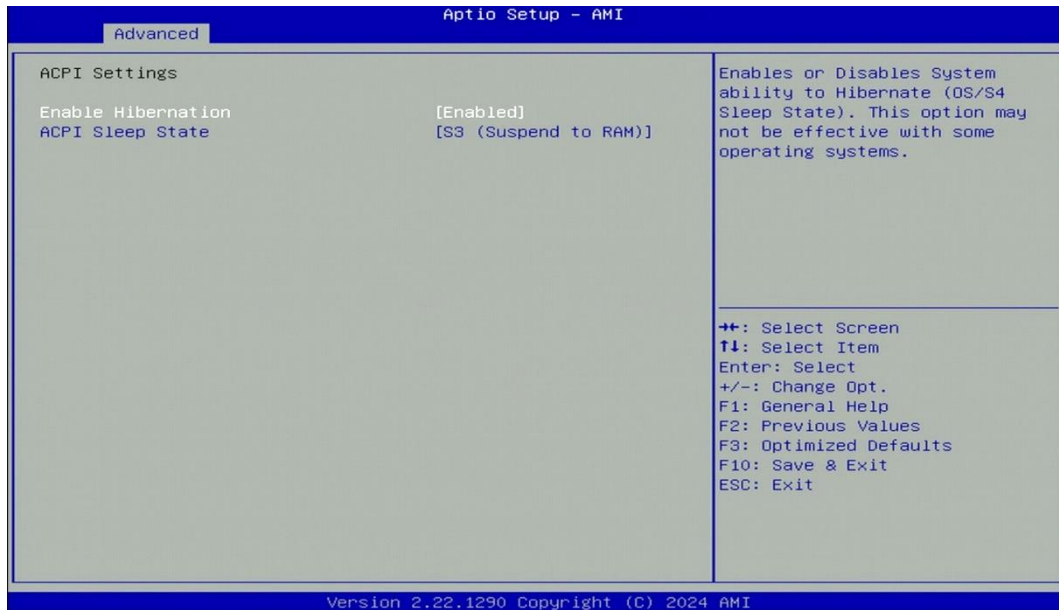 Aptio Setup – AMI
Advanced
ACPI Settings
Enable Hibernation [Enabled]
ACPI Sleep State [S3 (Suspend to RAM)]
Enables or Disables System
ability to Hibernate (OS/S4
Sleep State). This option may
not be effective with some
operating systems.
→←: Select Screen
↑↓: Select Item
Enter: Select
+/-: Change Opt.
F1: General Help
F2: Previous Values
F3: Optimized Defaults
F10: Save & Exit
ESC: Exit
Version 2.22.1290 Copyright (C) 2024 AMI